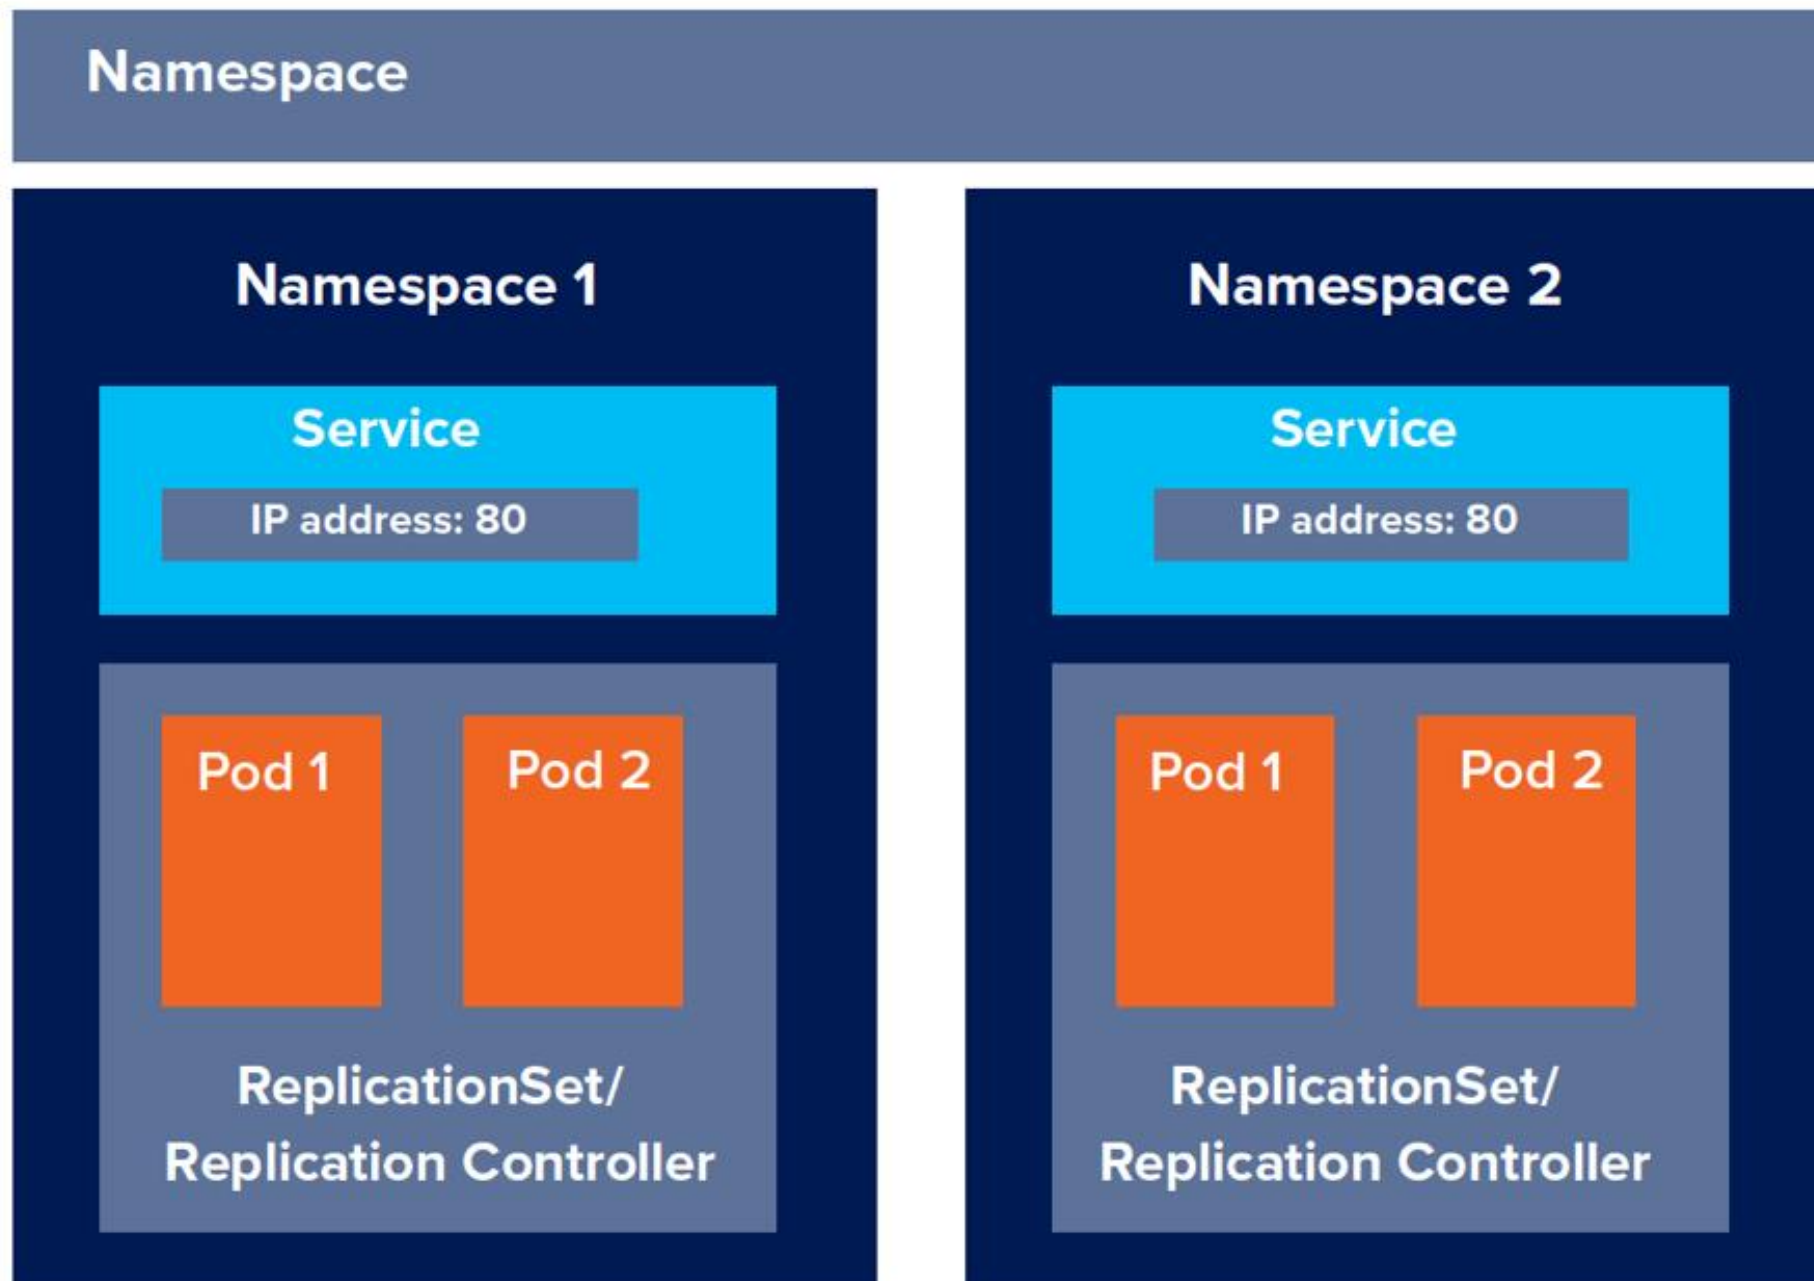 Namespace
Namespace 1
Service
IP address: 80
Pod 1
Pod 2
ReplicationSet/
Replication Controller
Namespace 2
Service
IP address: 80
Pod 1
Pod 2
ReplicationSet/
Replication Controller